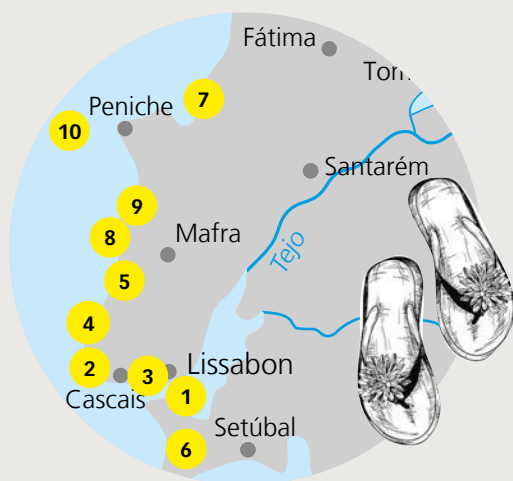 Fátima
7
Peniche
10
Santarém
9
8
Mafra
Tejo
5
4
2
3
Lissabon
Cascais
1
Setúbal
6